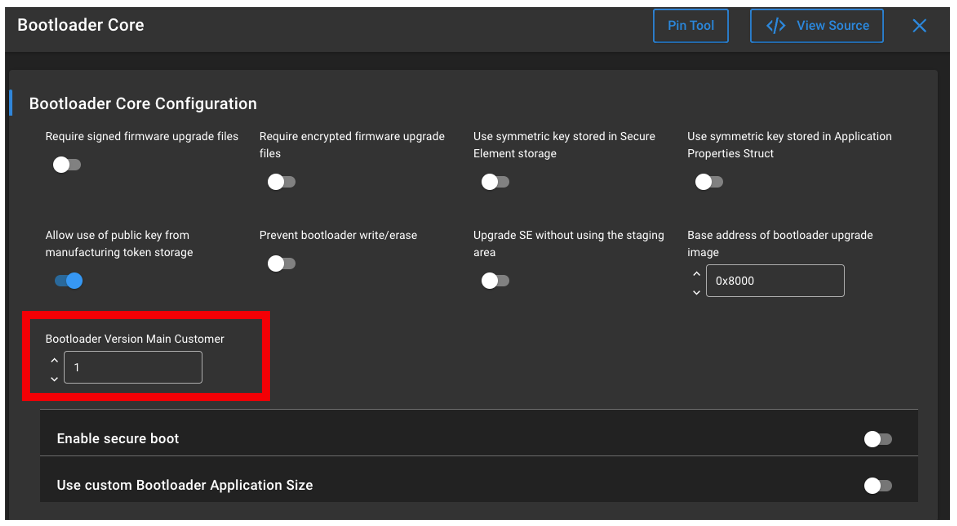 Bootloader Core
Pin Tool
</> View Source
Bootloader Core Configuration
Require signed firmware upgrade files
Require encrypted firmware upgrade
files
Use symmetric key stored in Secure
Element storage
Use symmetric key stored in Application
Properties Struct
Allow use of public key from
manufacturing token storage
Prevent bootloader write/erase
Upgrade SE without using the staging
area
Base address of bootloader upgrade
image
0x8000
Bootloader Version Main Customer
1
Enable secure boot
Use custom Bootloader Application Size